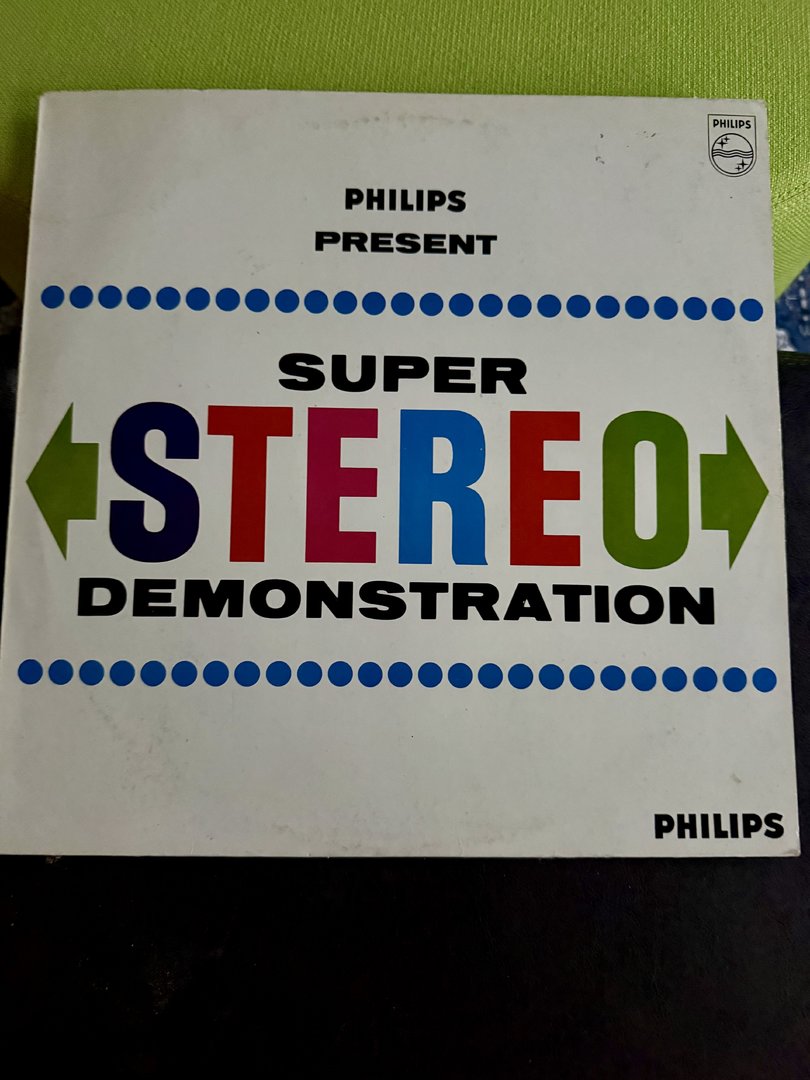 PHILIPS
PHILIPS
PRESENT
SUPER
STEREO
DEMONSTRATION
PHILIPS